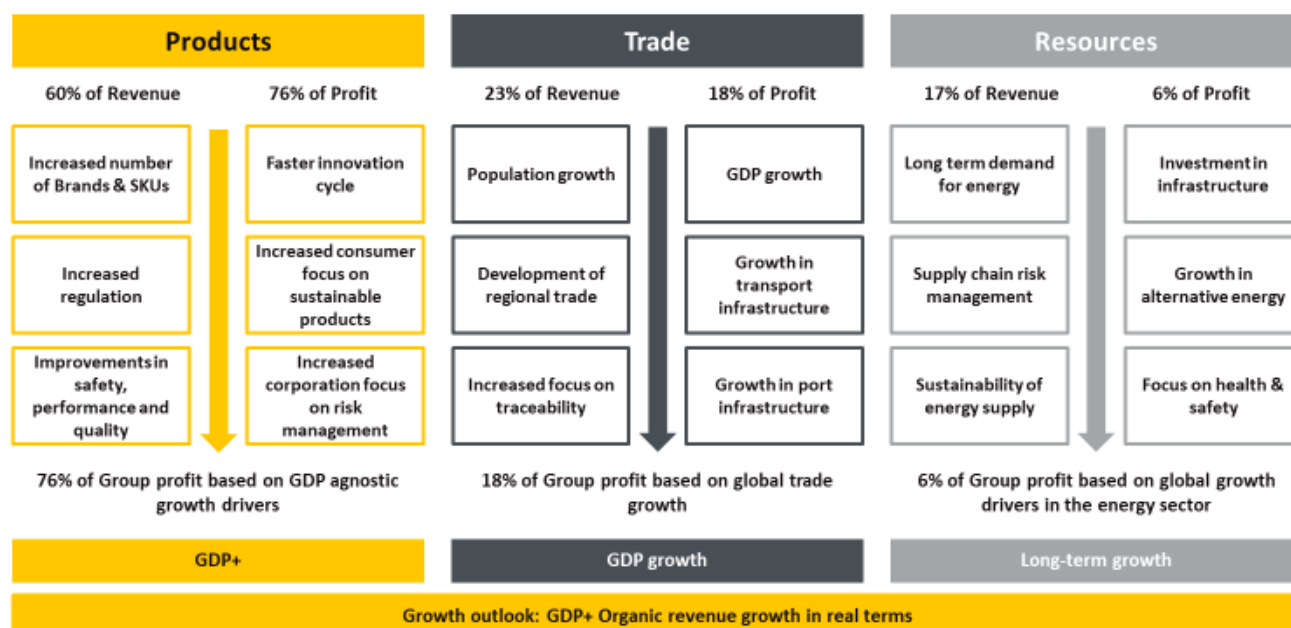 Products
60% of Revenue
76% of Profit
Increased number
of Brands & SKUs
Faster innovation
cycle
Increased
regulation
Increased consumer
focus on
sustainable
products
Improvements in
safety,
performance and
quality
Increased
corporation focus
on risk
management
76% of Group profit based on GDP agnostic
growth drivers
GDP+
Trade
23% of Revenue
18% of Profit
Population growth
GDP growth
Development of
regional trade
Growth in
transport
infrastructure
Increased focus on
traceability
Growth in port
infrastructure
18% of Group profit based on global trade
growth
GDP growth
Resources
17% of Revenue
6% of Profit
Long term demand
for energy
Investment in
infrastructure
Supply chain risk
management
Growth in
alternative energy
Sustainability of
energy supply
Focus on health &
safety
6% of Group profit based on global growth
drivers in the energy sector
Long-term growth
Growth outlook: GDP+ Organic revenue growth in real terms